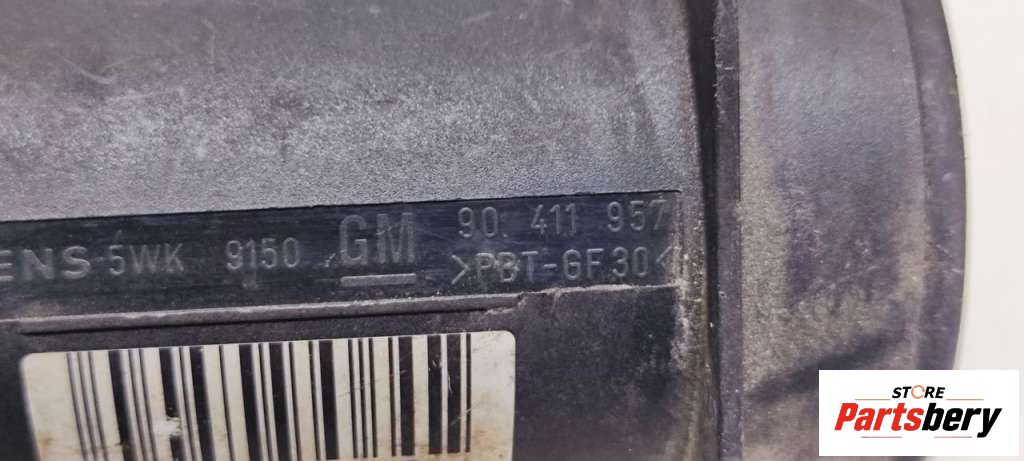 ENS 5WK 9150 GM 90 411 957
>PBT-GF30<
STORE
Partsbery